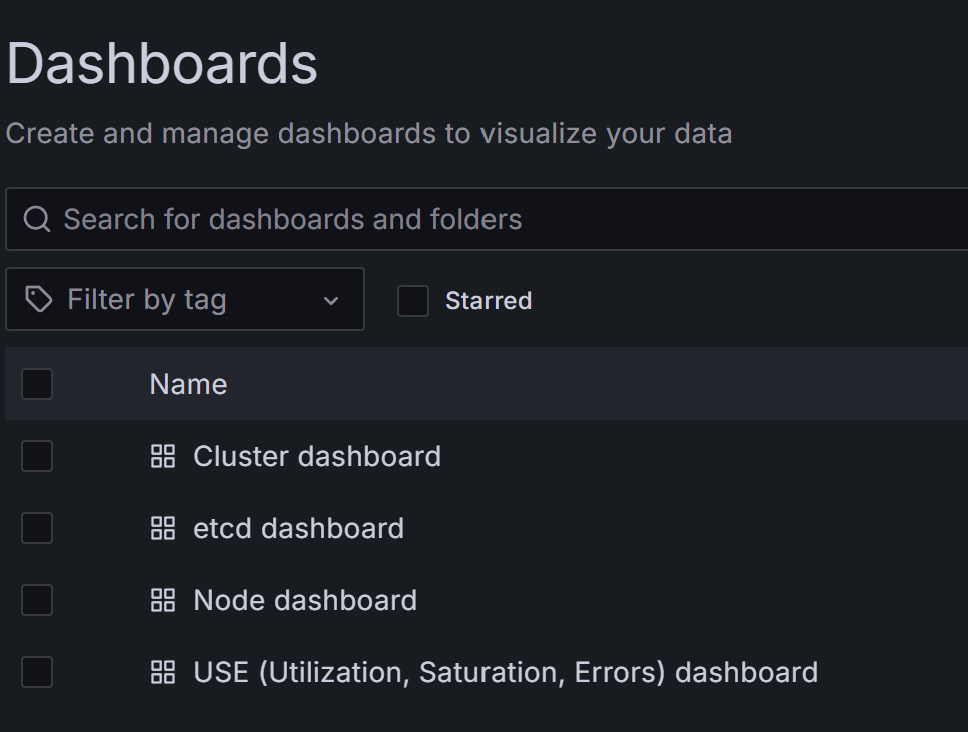 Dashboards
Create and manage dashboards to visualize your data
Search for dashboards and folders
Filter by tag
Starred
Name
Cluster dashboard
etcd dashboard
Node dashboard
USE (Utilization, Saturation, Errors) dashboard